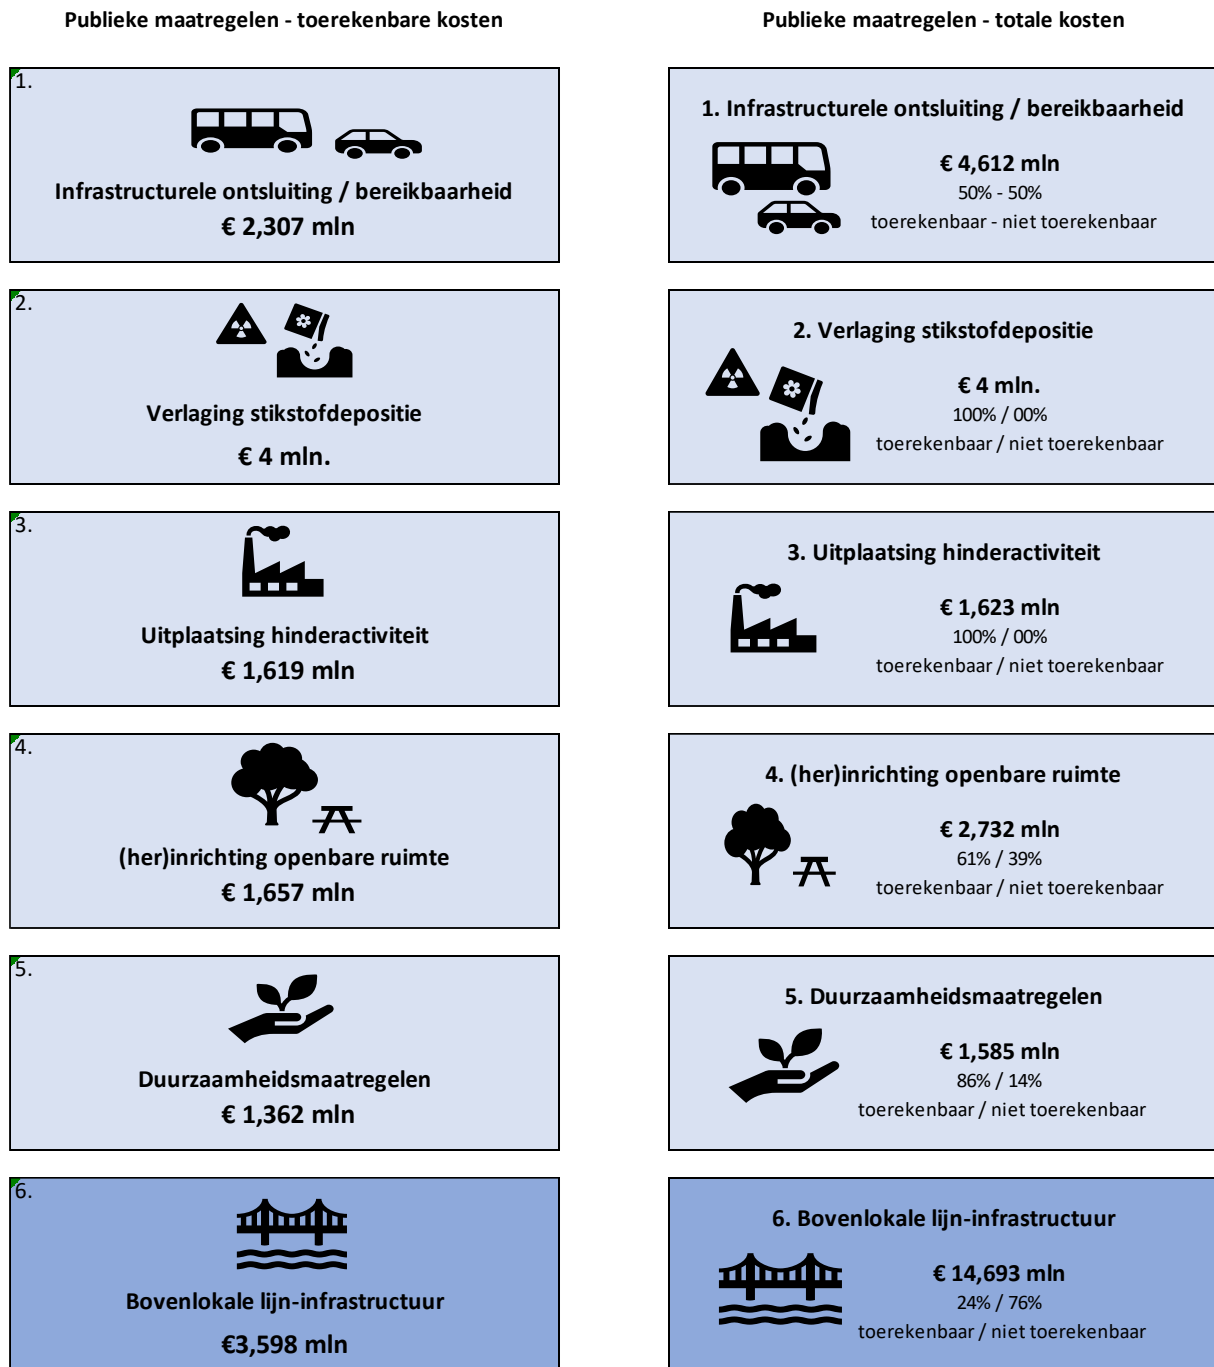 Publieke maatregelen - toerekenbare kosten
1.
Infrastructurele ontsluiting / bereikbaarheid
€ 2,307 mln
2.
Verlaging stikstofdepositie
€ 4 mln.
3.
Uitplaatsing hinderactiviteit
€ 1,619 mln
4.
(her)inrichting openbare ruimte
€ 1,657 mln
5.
Duurzaamheidsmaatregelen
€ 1,362 mln
6.
Bovenlokale lijn-infrastructuur
€3,598 mln
Publieke maatregelen - totale kosten
1. Infrastructurele ontsluiting / bereikbaarheid
€ 4,612 mln
50% - 50%
toerekenbaar - niet toerekenbaar
2. Verlaging stikstofdepositie
€ 4 mln.
100% / 00%
toerekenbaar / niet toerekenbaar
3. Uitplaatsing hinderactiviteit
€ 1,623 mln
100% / 00%
toerekenbaar / niet toerekenbaar
4. (her)inrichting openbare ruimte
€ 2,732 mln
61% / 39%
toerekenbaar / niet toerekenbaar
5. Duurzaamheidsmaatregelen
€ 1,585 mln
86% / 14%
toerekenbaar / niet toerekenbaar
6. Bovenlokale lijn-infrastructuur
€ 14,693 mln
24% / 76%
toerekenbaar / niet toerekenbaar